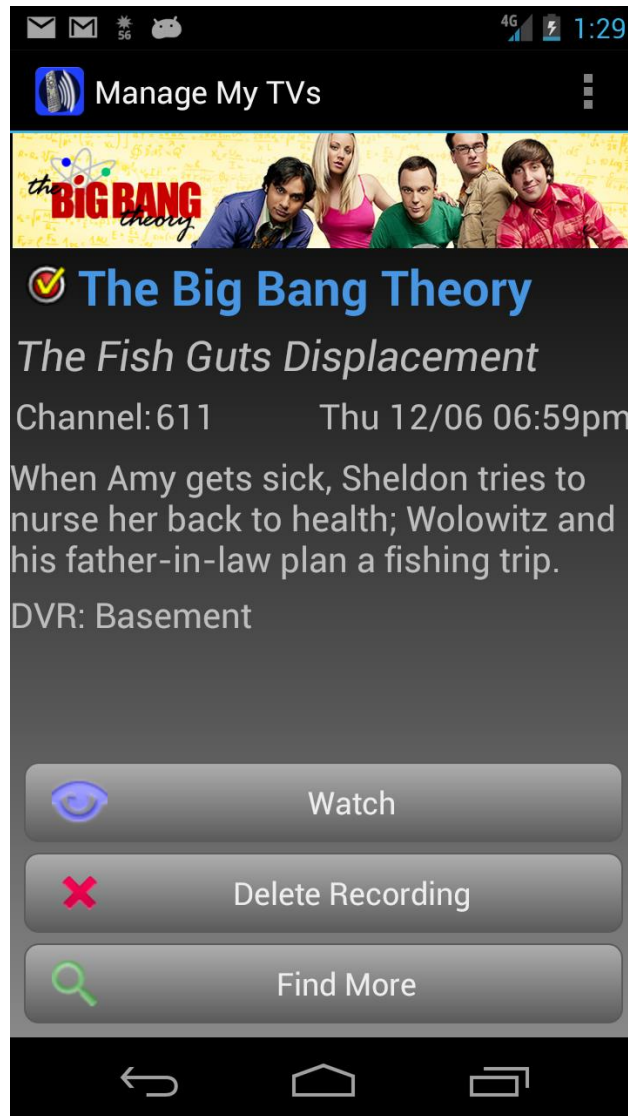 56 4G 1:29
Manage My TVs
the BiG BANG
theory
The Big Bang Theory
The Fish Guts Displacement
Channel: 611 Thu 12/06 06:59pm
When Amy gets sick, Sheldon tries to
nurse her back to health; Wolowitz and
his father-in-law plan a fishing trip.
DVR: Basement
Watch
Delete Recording
Find More